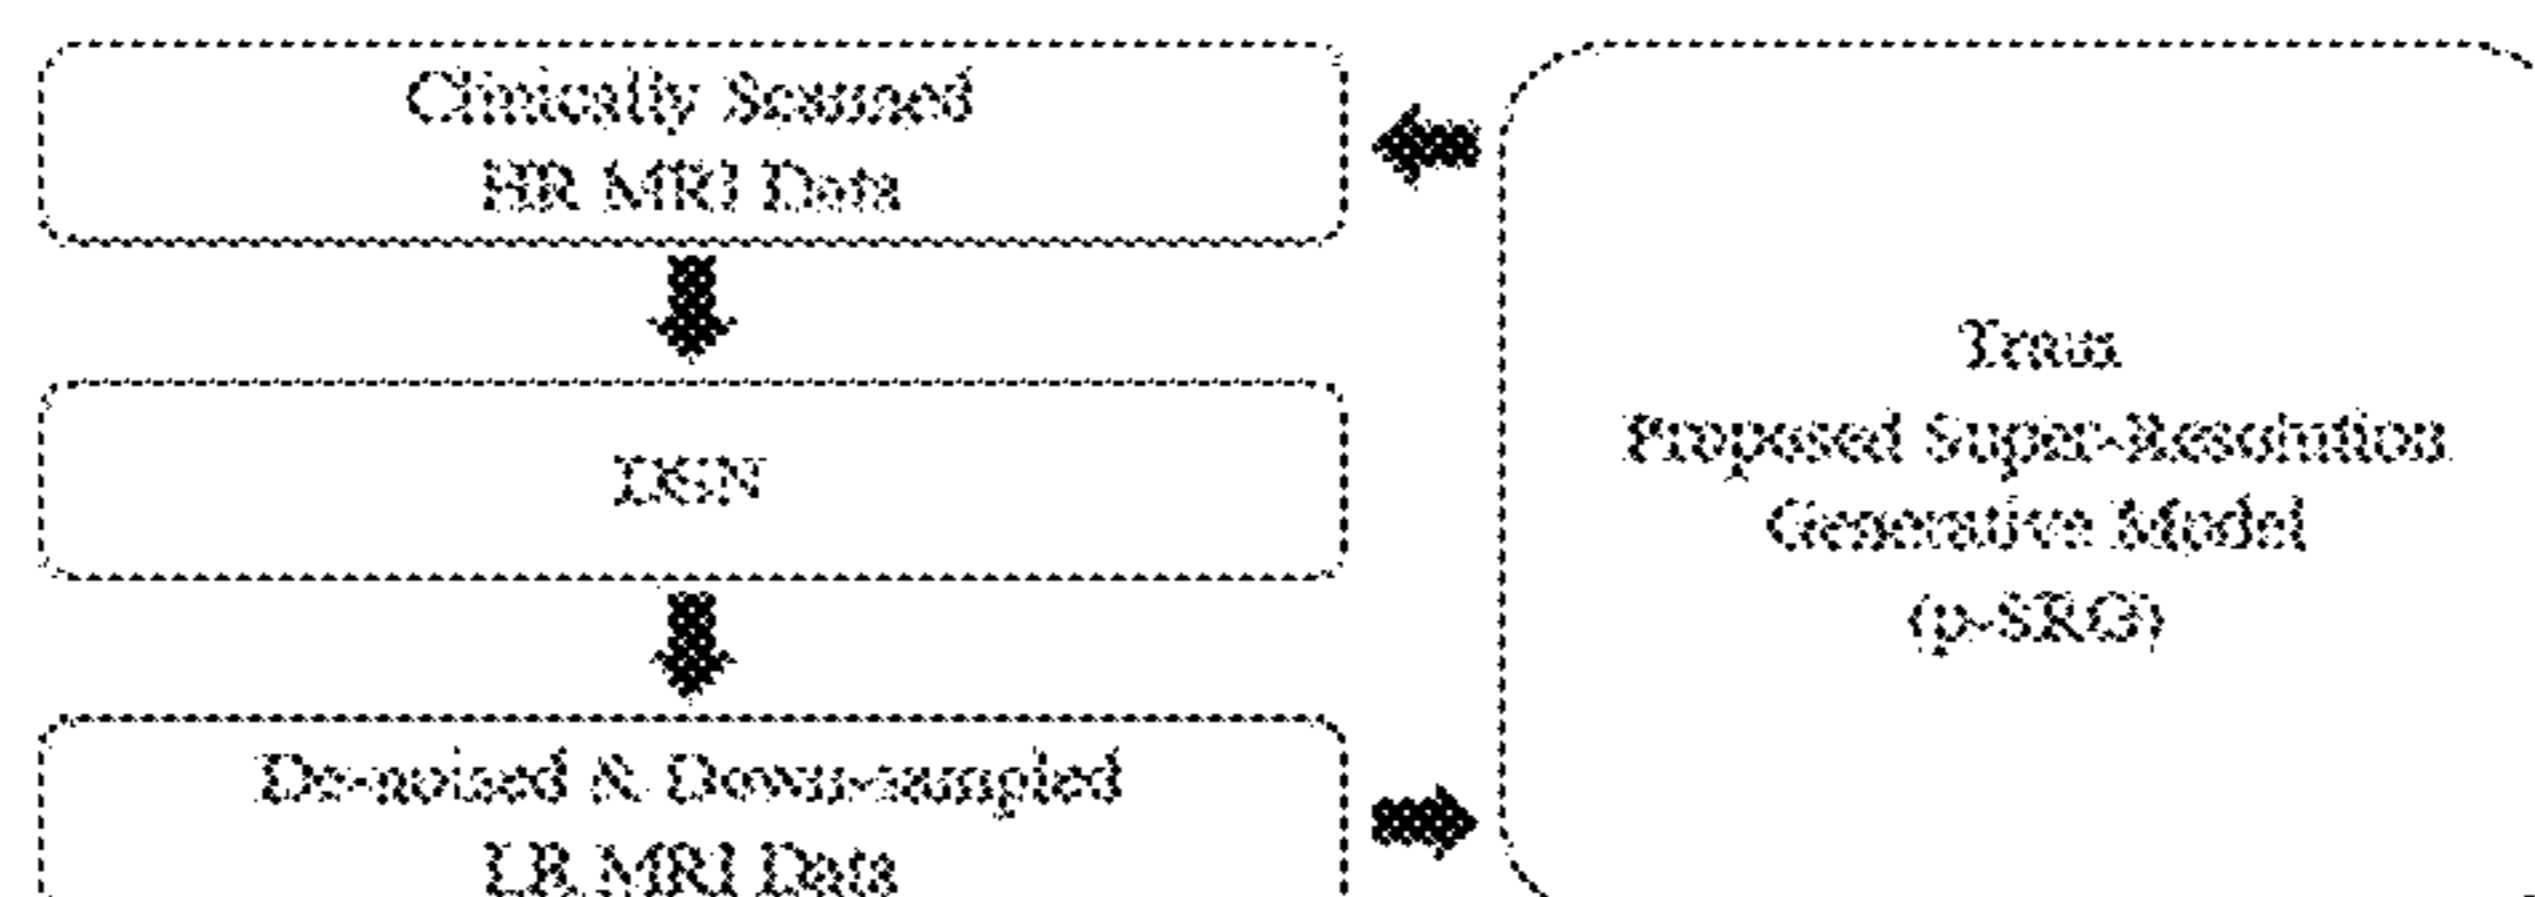 Clinically Scanned
HR MRI Data
De-noised & Down-sampled
LR MRI Data
Train
Proposed Super-Resolution
Generative Model
(p-SRG)